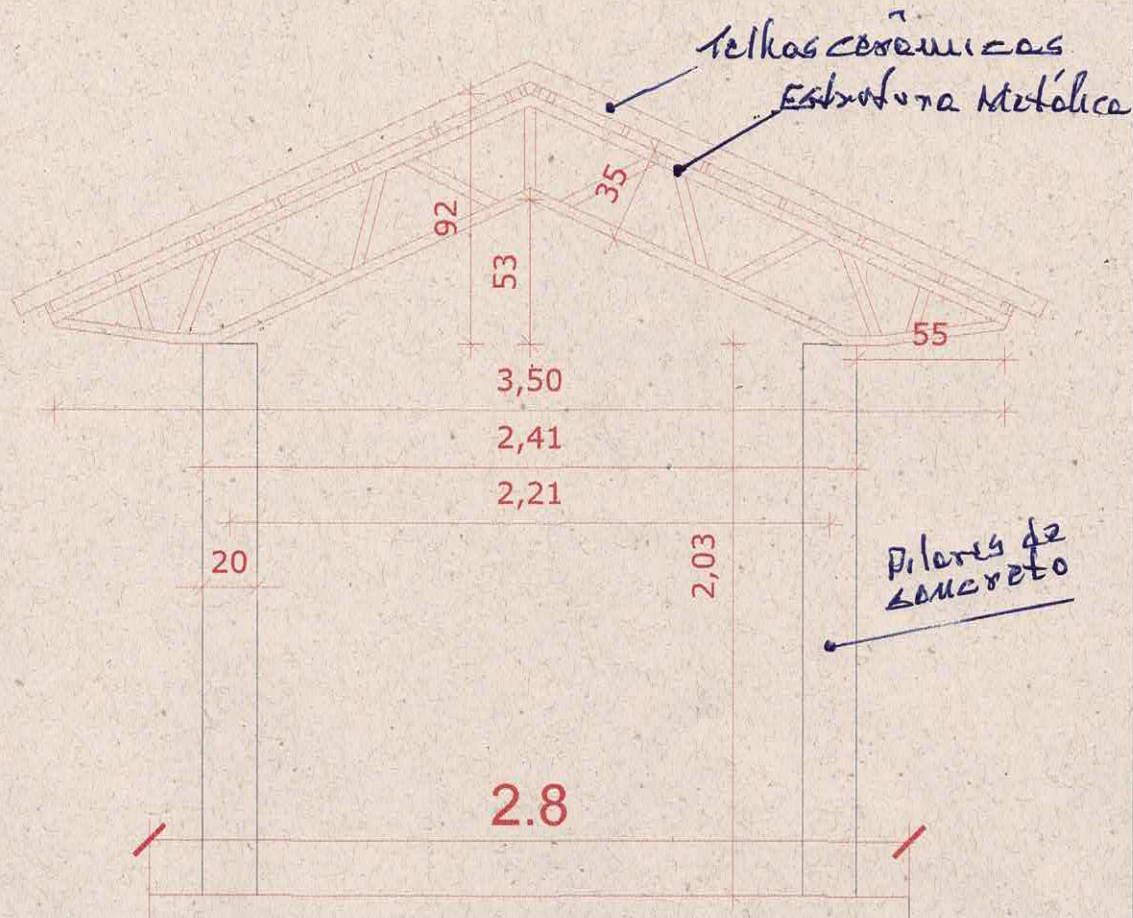 Telhas cerâmicas
Estrutura Metálica
35
92
53
55
3,50
2,41
2,21
20
2,03
Pilares de
concreto
2.8